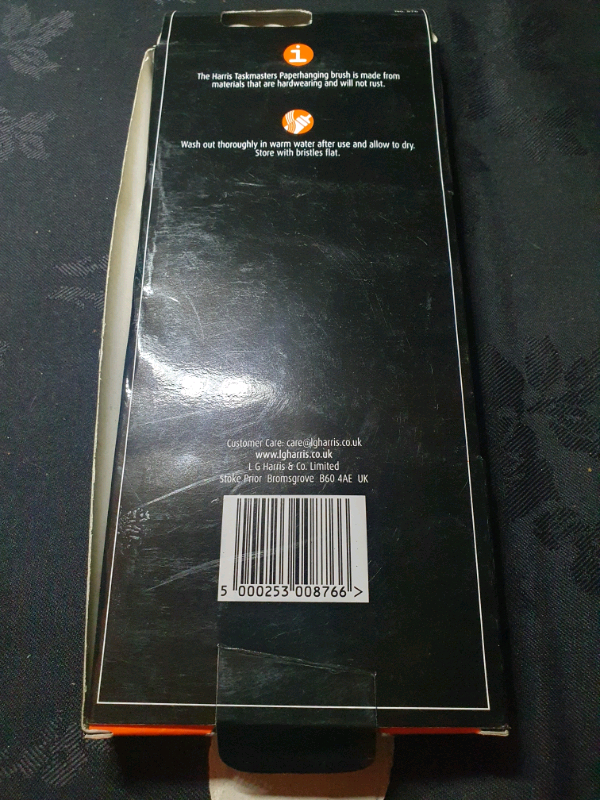 i
The Harris Taskmasters Paperhanging brush is made from
materials that are hardwearing and will not rust.
Wash out thoroughly in warm water after use and allow to dry.
Store with bristles flat.
Customer Care: care@lgharris.co.uk
www.lgharris.co.uk
L G Harris & Co. Limited
Stoke Prior Bromsgrove B60 4AE UK
5 000253 008766 >